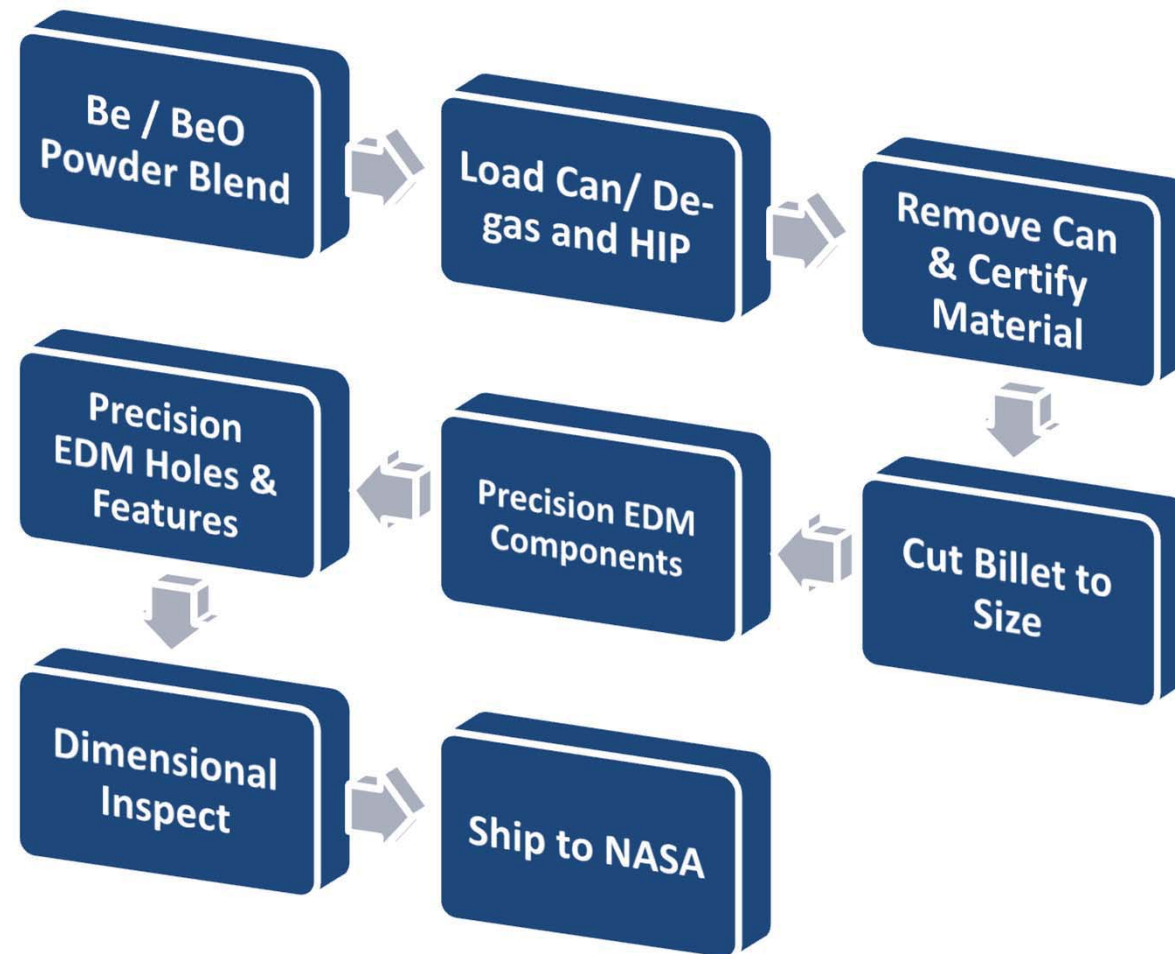 Be / BeO
Powder Blend
Load Can/ De-
gas and HIP
Remove Can
& Certify
Material
Cut Billet to
Size
Precision EDM
Components
Precision
EDM Holes &
Features
Dimensional
Inspect
Ship to NASA